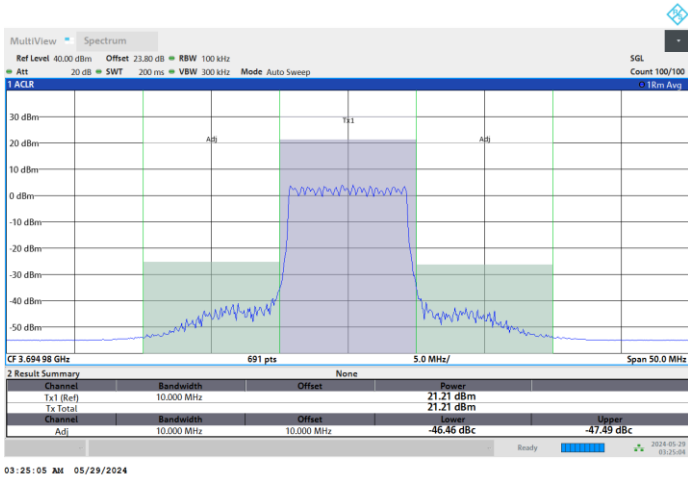 MultiView Spectrum
Ref Level 40.00 dBm Offset 23.80 dB RBW 100 kHz SGL
Att 20 dB SWT 200 ms VBW 300 kHz Mode Auto Sweep Count 100/100
1 ACLR 1Rm Avg
30 dBm
Tx1
Adj Adj
20 dBm
10 dBm
0 dBm
-10 dBm
-20 dBm
-30 dBm
-40 dBm
-50 dBm
CF 3.694 98 GHz 691 pts 5.0 MHz/ Span 50.0 MHz
2 Result Summary None
Channel Bandwidth Offset Power
Tx1 (Ref) 10.000 MHz 21.21 dBm
Tx Total 21.21 dBm
Channel Bandwidth Offset Lower Upper
Adj 10.000 MHz 10.000 MHz -46.46 dBc -47.49 dBc
Ready 2024-05-29
03:25:04
03:25:05 AM 05/29/2024